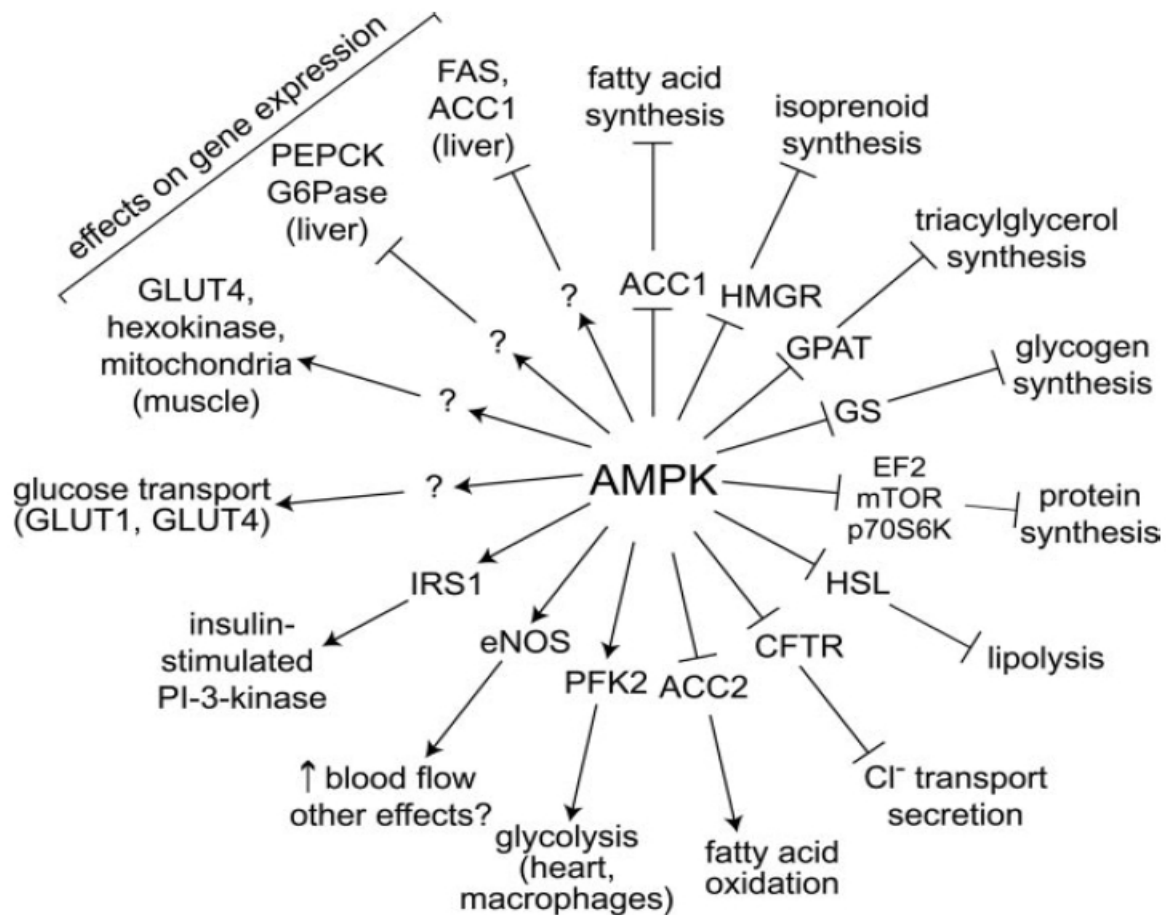 effects on gene expression
FAS,
ACC1
(liver)
fatty acid
synthesis
isoprenoid
synthesis
PEPCK
G6Pase
(liver)
triacylglycerol
synthesis
GLUT4,
hexokinase,
mitochondria
(muscle)
?
?
?
ACC1
HMGR
GPAT
glycogen
synthesis
GS
AMPK
glucose transport
(GLUT1, GLUT4)
?
EF2
mTOR
p70S6K
protein
synthesis
IRS1
HSL
insulin-
stimulated
PI-3-kinase
eNOS
PFK2
ACC2
CFTR
lipolysis
↑ blood flow
other effects?
glycolysis
(heart,
macrophages)
fatty acid
oxidation
Cl⁻ transport
secretion